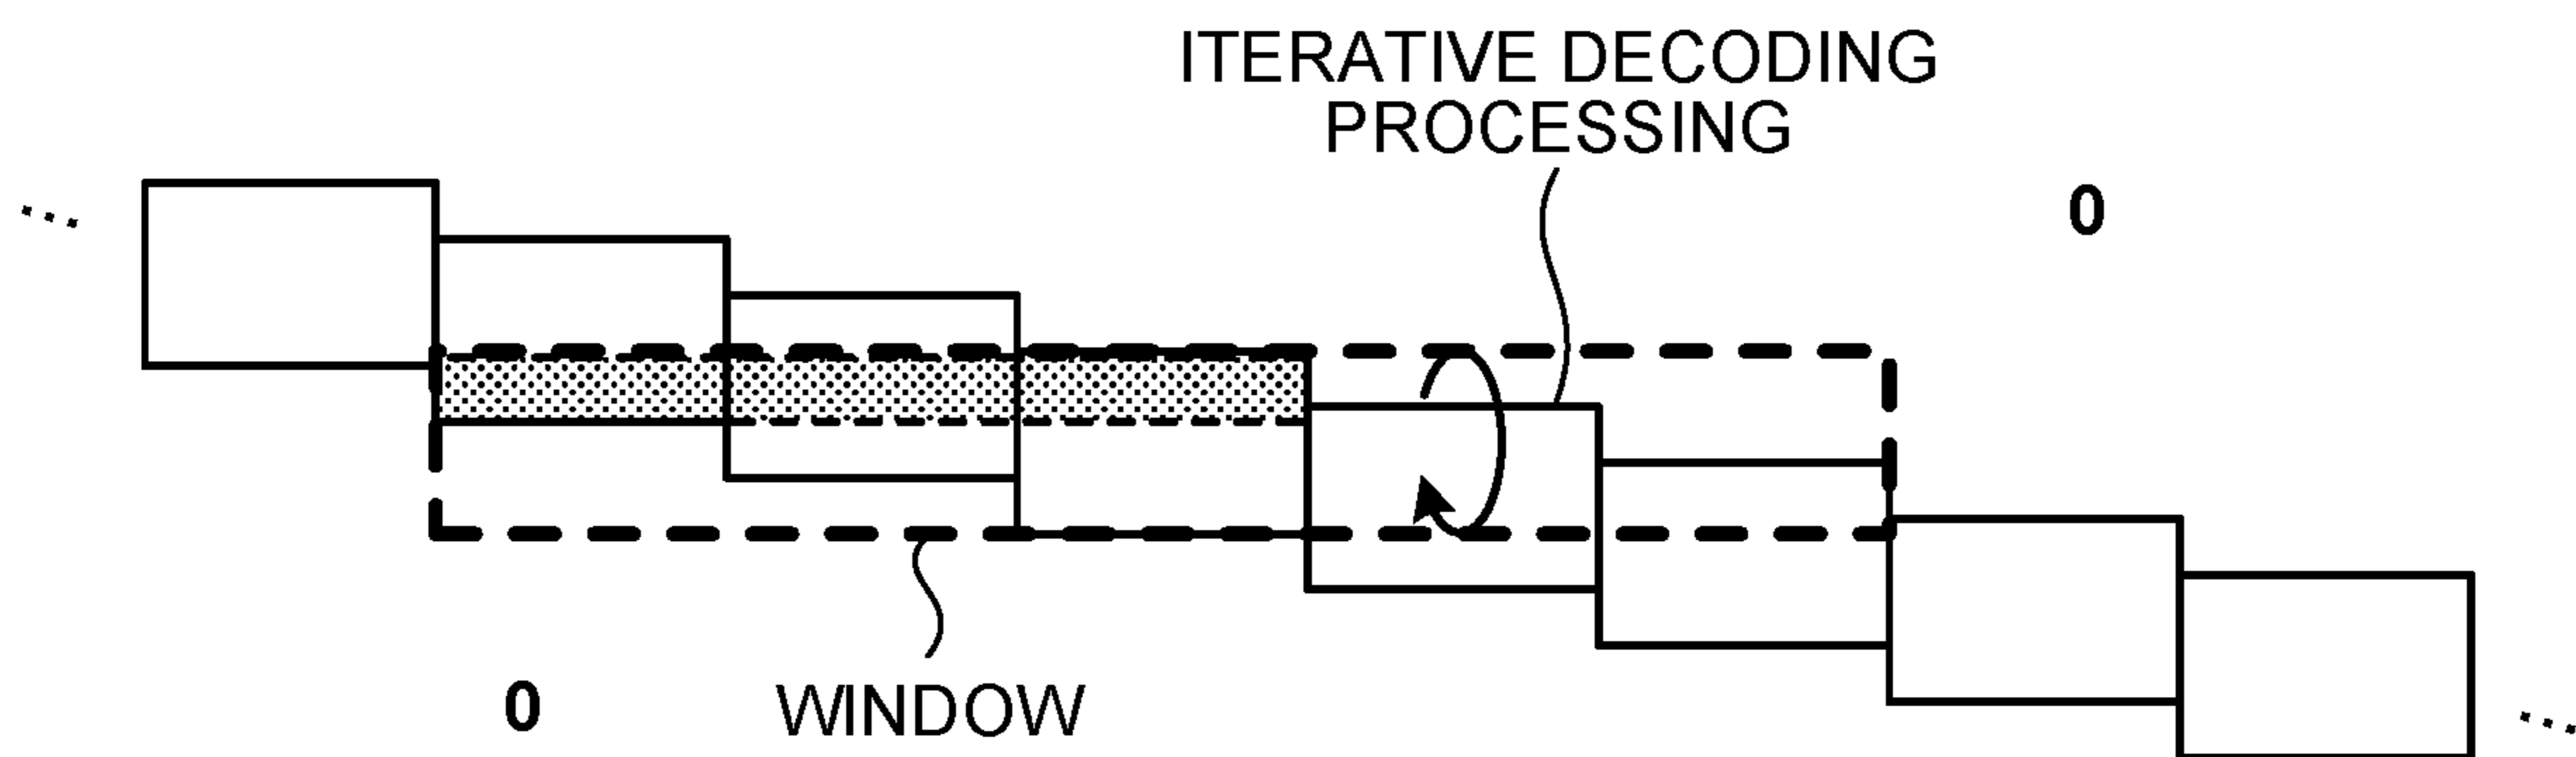 ITERATIVE DECODING
PROCESSING
0
0
WINDOW